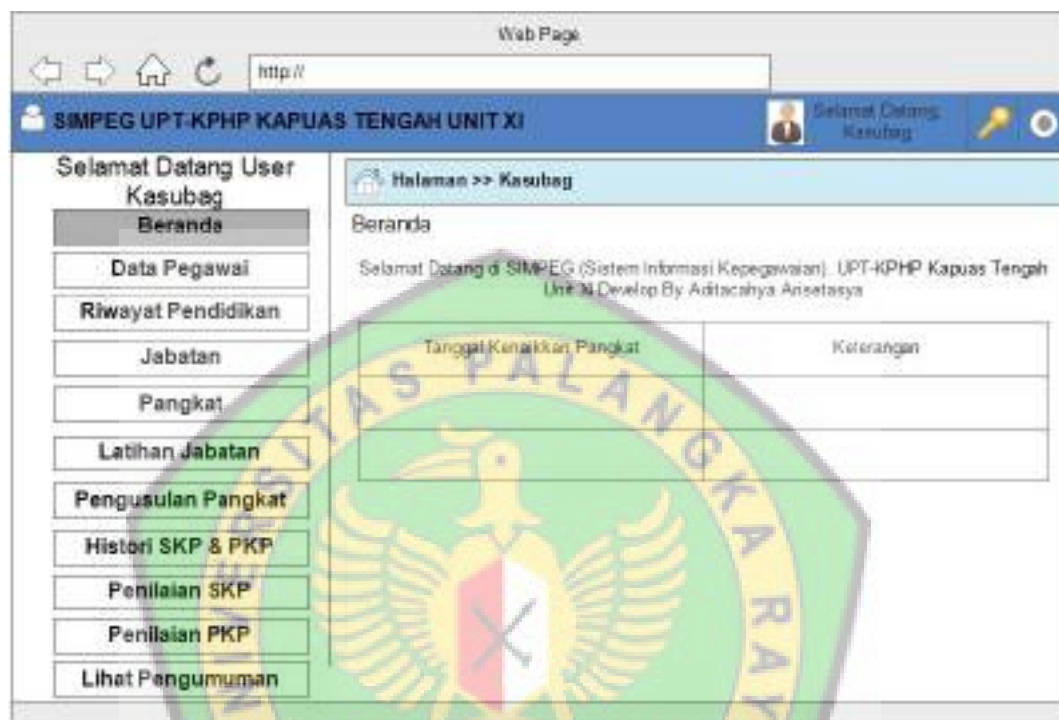 Web Page
http://
SIMPEG UPT-KPHP KAPUAS TENGAH UNIT XI
Selamat Datang,
Kasubag
Selamat Datang User
Kasubag
Beranda
Data Pegawai
Riwayat Pendidikan
Jabatan
Pangkat
Latihan Jabatan
Pengusulan Pangkat
Histori SKP & PKP
Penilaian SKP
Penilaian PKP
Lihat Pengumuman
Halaman >> Kasubag
Beranda
Selamat Datang di SIMPEG (Sistem Informasi Kepegawaian). UPT-KPHP Kapuas Tengah
Unit XI Develop By Aditacahya Arisetasya
Tanggal Kenaikkan Pangkat
Keterangan
PALANGKA RAY